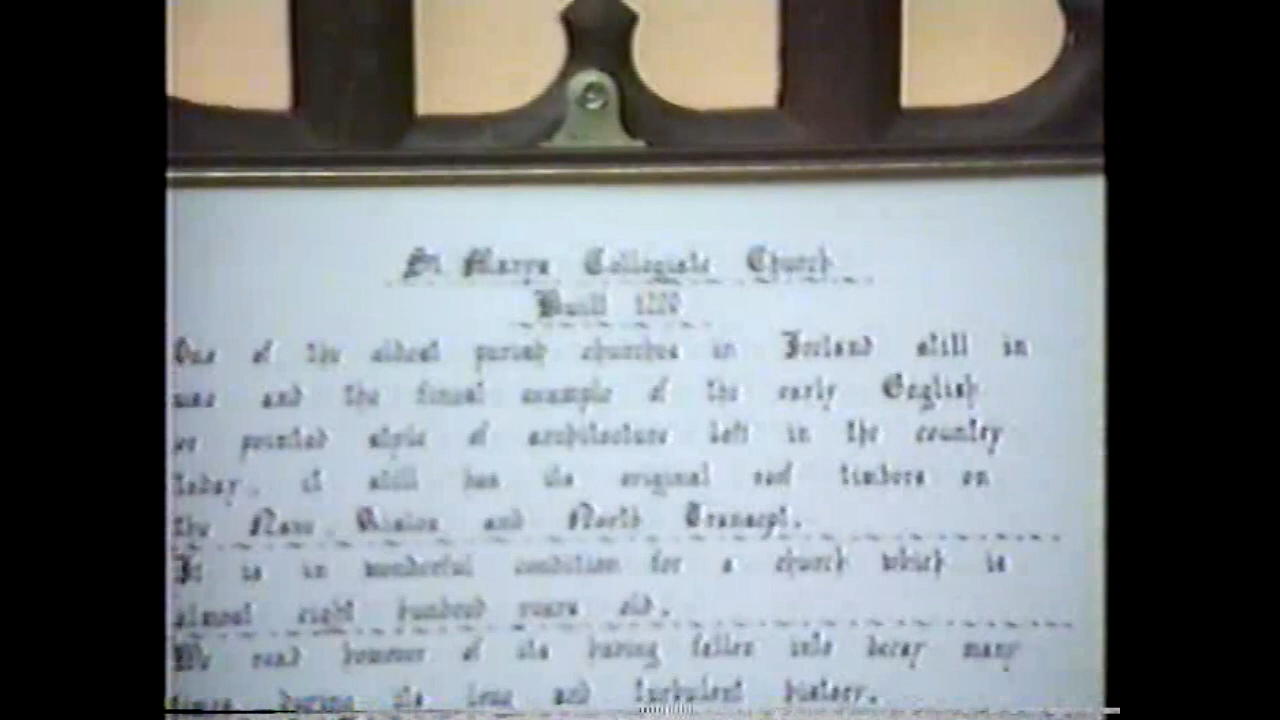 St. Marys Collegiate Church
Built 1220
One of the oldest parish churches in Ireland still in
use and the finest example of the early English
or pointed style of architecture left in the country
today. it still has its original roof timbers on
the Nave, Aisles and North Transept.
It is in wonderful condition for a church which is
almost eight hundred years old.
We read however of its having fallen into decay many
times during its long and turbulent history.